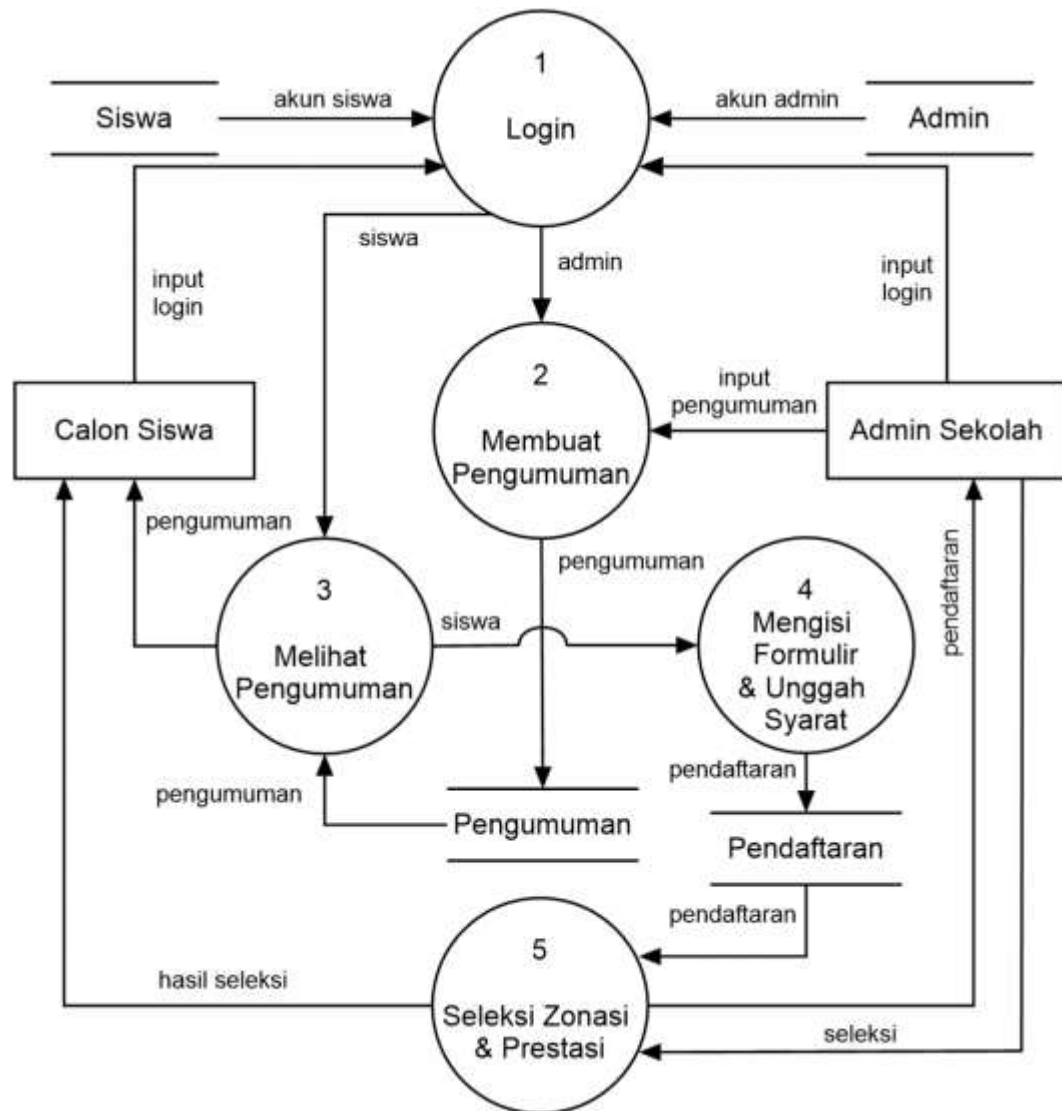 1
Login
akun siswa
akun admin
Siswa
Admin
siswa
admin
input
login
input
login
2
Membuat
Pengumuman
input
pengumuman
Calon Siswa
Admin Sekolah
pengumuman
pengumuman
pendaftaran
3
Melihat
Pengumuman
siswa
4
Mengisi
Formulir
& Unggah
Syarat
pengumuman
pendaftaran
Pengumuman
Pendaftaran
pendaftaran
5
Seleksi Zonasi
& Prestasi
hasil seleksi
seleksi